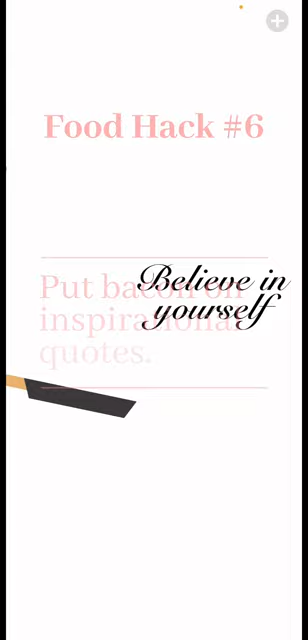 Food Hack #6
Put bacon on
inspirational
quotes.
Believe in
yourself